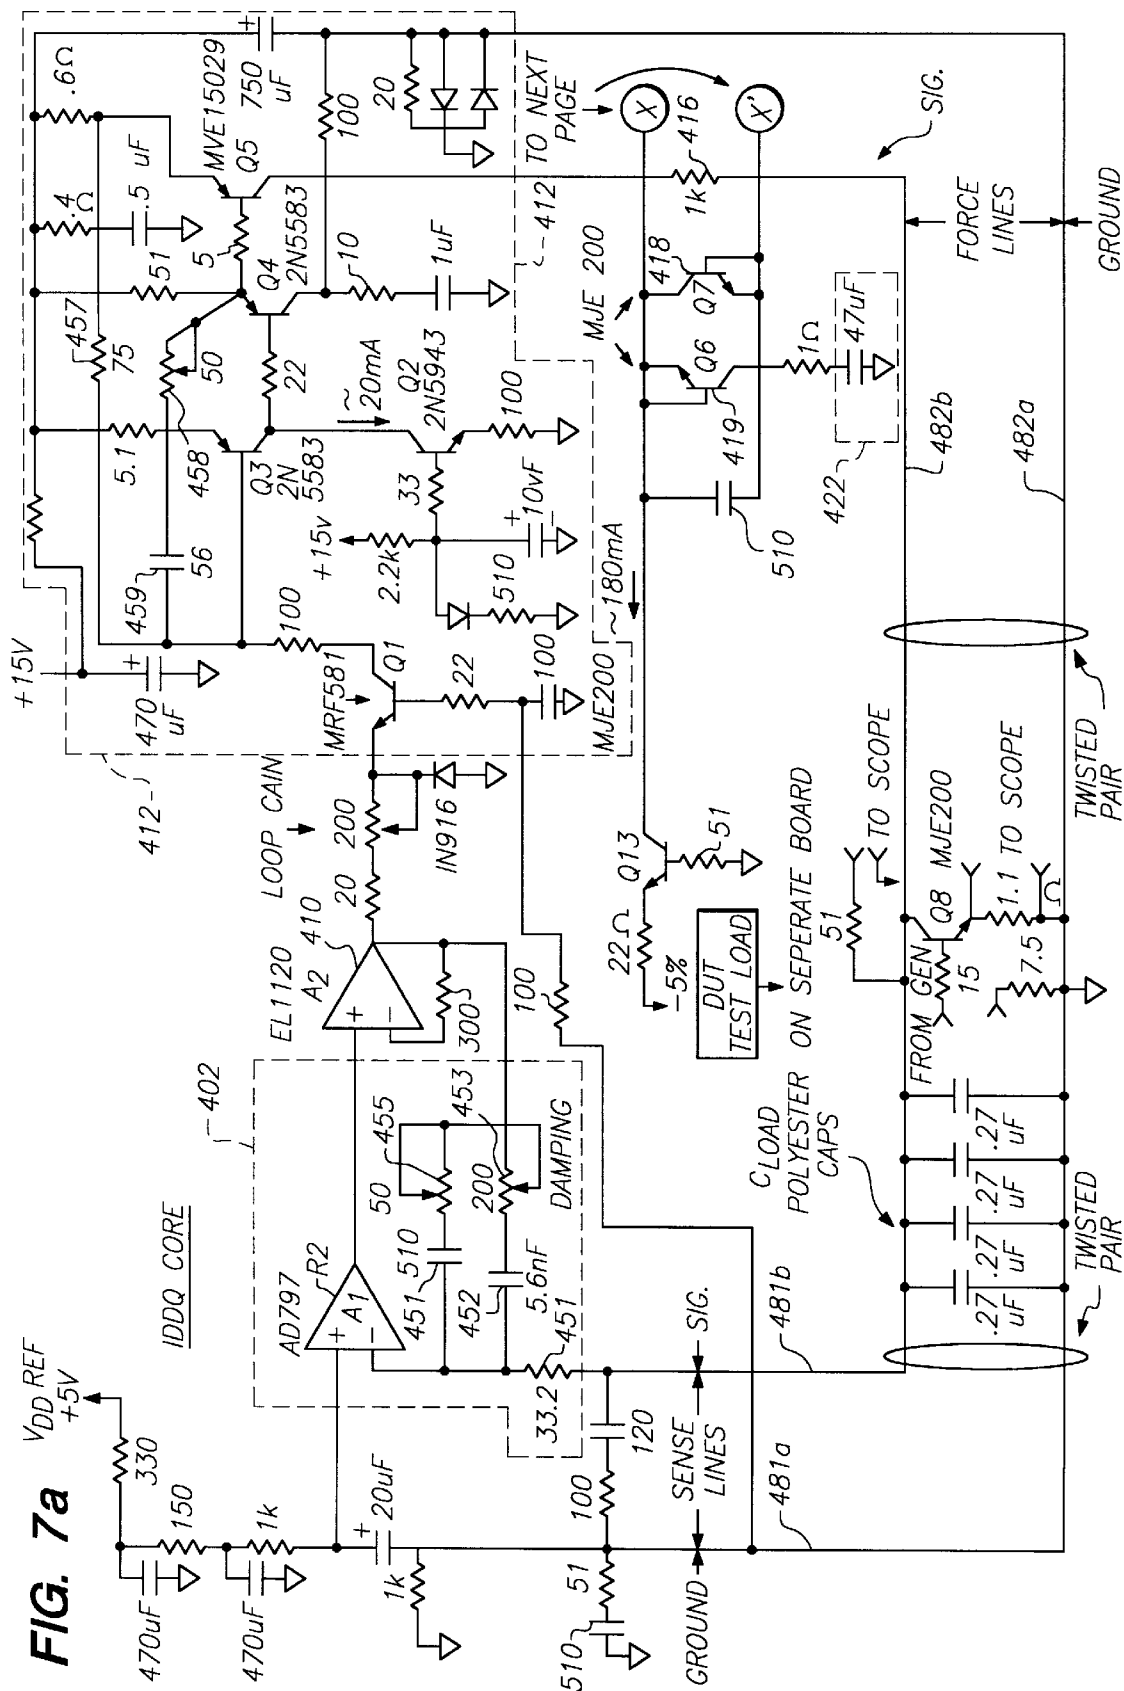 FIG. 7a
IDDQ CORE
VDD REF
+5V
330
150
1k
470uF
470uF
+
20uF
1k
51
510
100
120
GROUND
SENSE
LINES
SIG.
481a
481b
402
AD797
R2
A1
+
−
455
50
510
451
453
200
452
5.6nF
DAMPING
33.2
451
EL1120
A2
410
+
−
300
20
LOOP CAIN
200
IN916
100
412
+15V
+
470
uF
MRF581
Q1
22
100
MJE200
100
459
56
458
50
457
75
5.1
51
.4
Ω
.5 uF
.6Ω
MVE15029
Q5
5
Q4
2N5583
22
Q3
2N
5583
~20mA
Q2
2N5943
33
100
+15v
2.2k
510
+
10vF
−
+
750
uF
100
20
10
1uF
412
~180mA
TO NEXT
PAGE
X
X'
416
1k
MJE 200
418
Q7
Q6
419
510
1Ω
47uF
422
SIG.
FORCE
LINES
GROUND
482b
482a
Q13
51
22Ω
−5%
DUT
TEST LOAD
ON SEPERATE BOARD
CLOAD
POLYESTER
CAPS
.27
uF
.27
uF
.27
uF
.27
uF
FROM GEN
15
51
TO SCOPE
Q8 MJE200
1.1
Ω
TO SCOPE
7.5
TWISTED
PAIR
TWISTED
PAIR